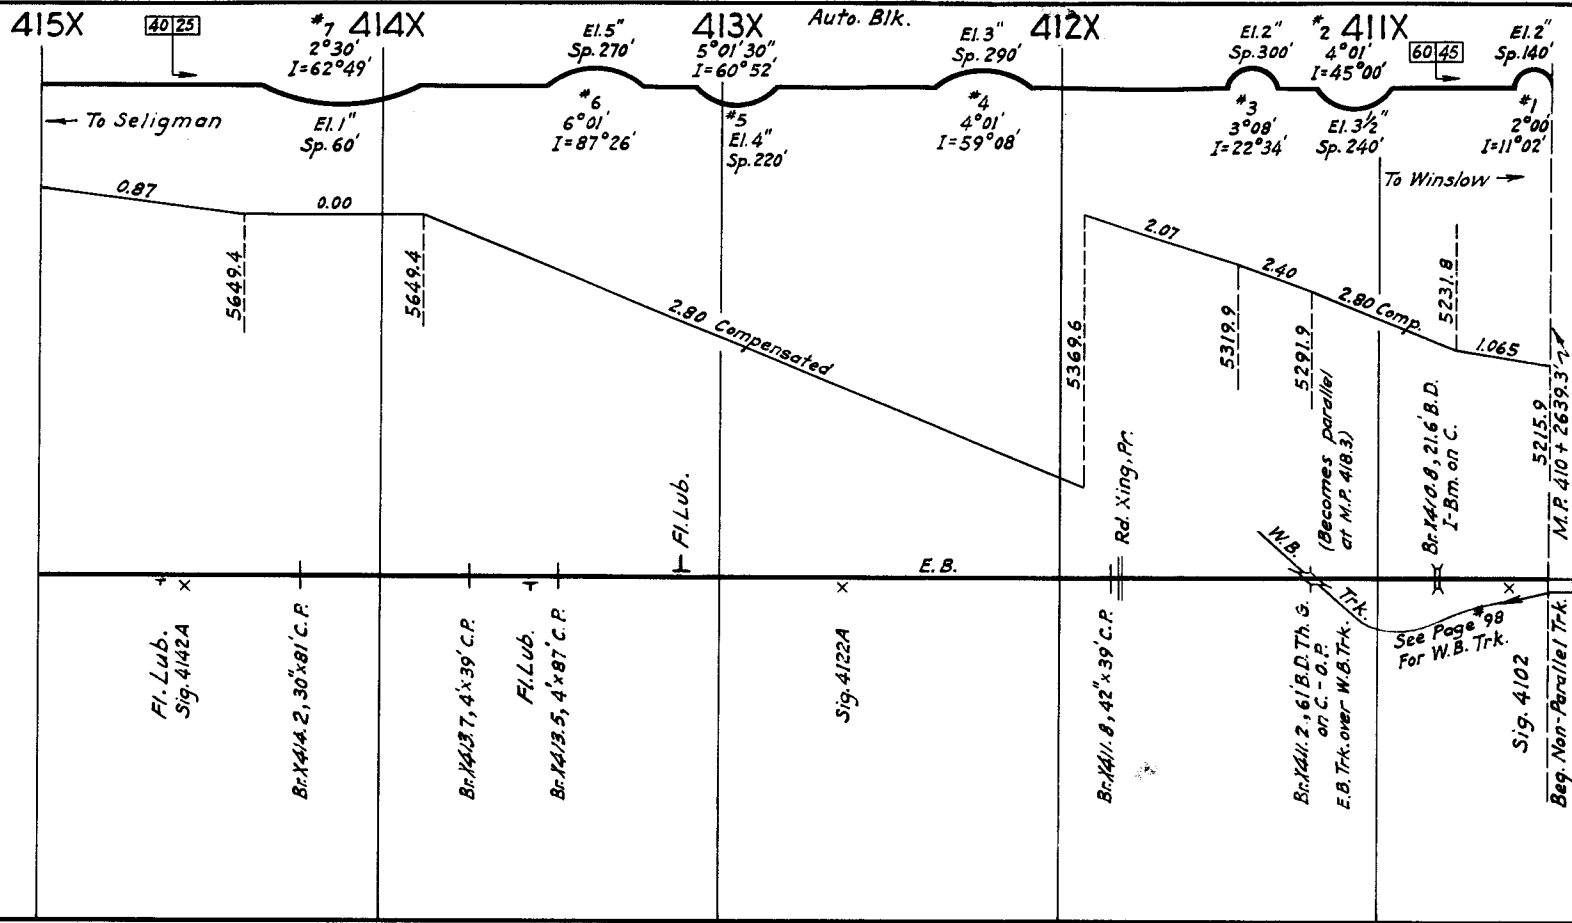 415X
40 25
#7
2°30'
I=62°49'
414X
El.5"
Sp.270'
413X
5°01'30"
I=60°52'
Auto. Blk.
El.3"
Sp.290'
412X
El.2"
Sp.300'
#2
4°01'
I=45°00'
411X
60 45
El.2"
Sp.140'
← To Seligman
El.1"
Sp.60'
#6
6°01'
I=87°26'
#5
El.4"
Sp.220'
#4
4°01'
I=59°08'
#3
3°08'
I=22°34'
El.3½"
Sp.240'
#1
2°00'
I=11°02'
To Winslow →
0.87
0.00
2.80 Compensated
2.07
2.40
2.80 Comp.
1.065
5649.4
5649.4
5369.6
5319.9
5291.9
5231.8
5215.9
M.P. 410 + 2639.3'
Fl. Lub.
Rd. Xing, Pr.
(Becomes parallel
at M.P. 418.3)
Br.X410.8, 21.6' B.D.
I-Bm. on C.
E.B.
W.B.
Trk.
See Page #98
For W.B. Trk.
Fl. Lub.
Sig. 4142A
Br.X414.2, 30"x81' C.P.
Br.X413.7, 4'x39' C.P.
Fl. Lub.
Br.X413.5, 4'x87' C.P.
Sig. 4122A
Br.X411.8, 42"x39' C.P.
Br.X411.2, 61' B.D. Th. G.
on C. - O.P.
E.B. Trk. over W.B. Trk.
Sig. 4102
Beg. Non-Parallel Trk.